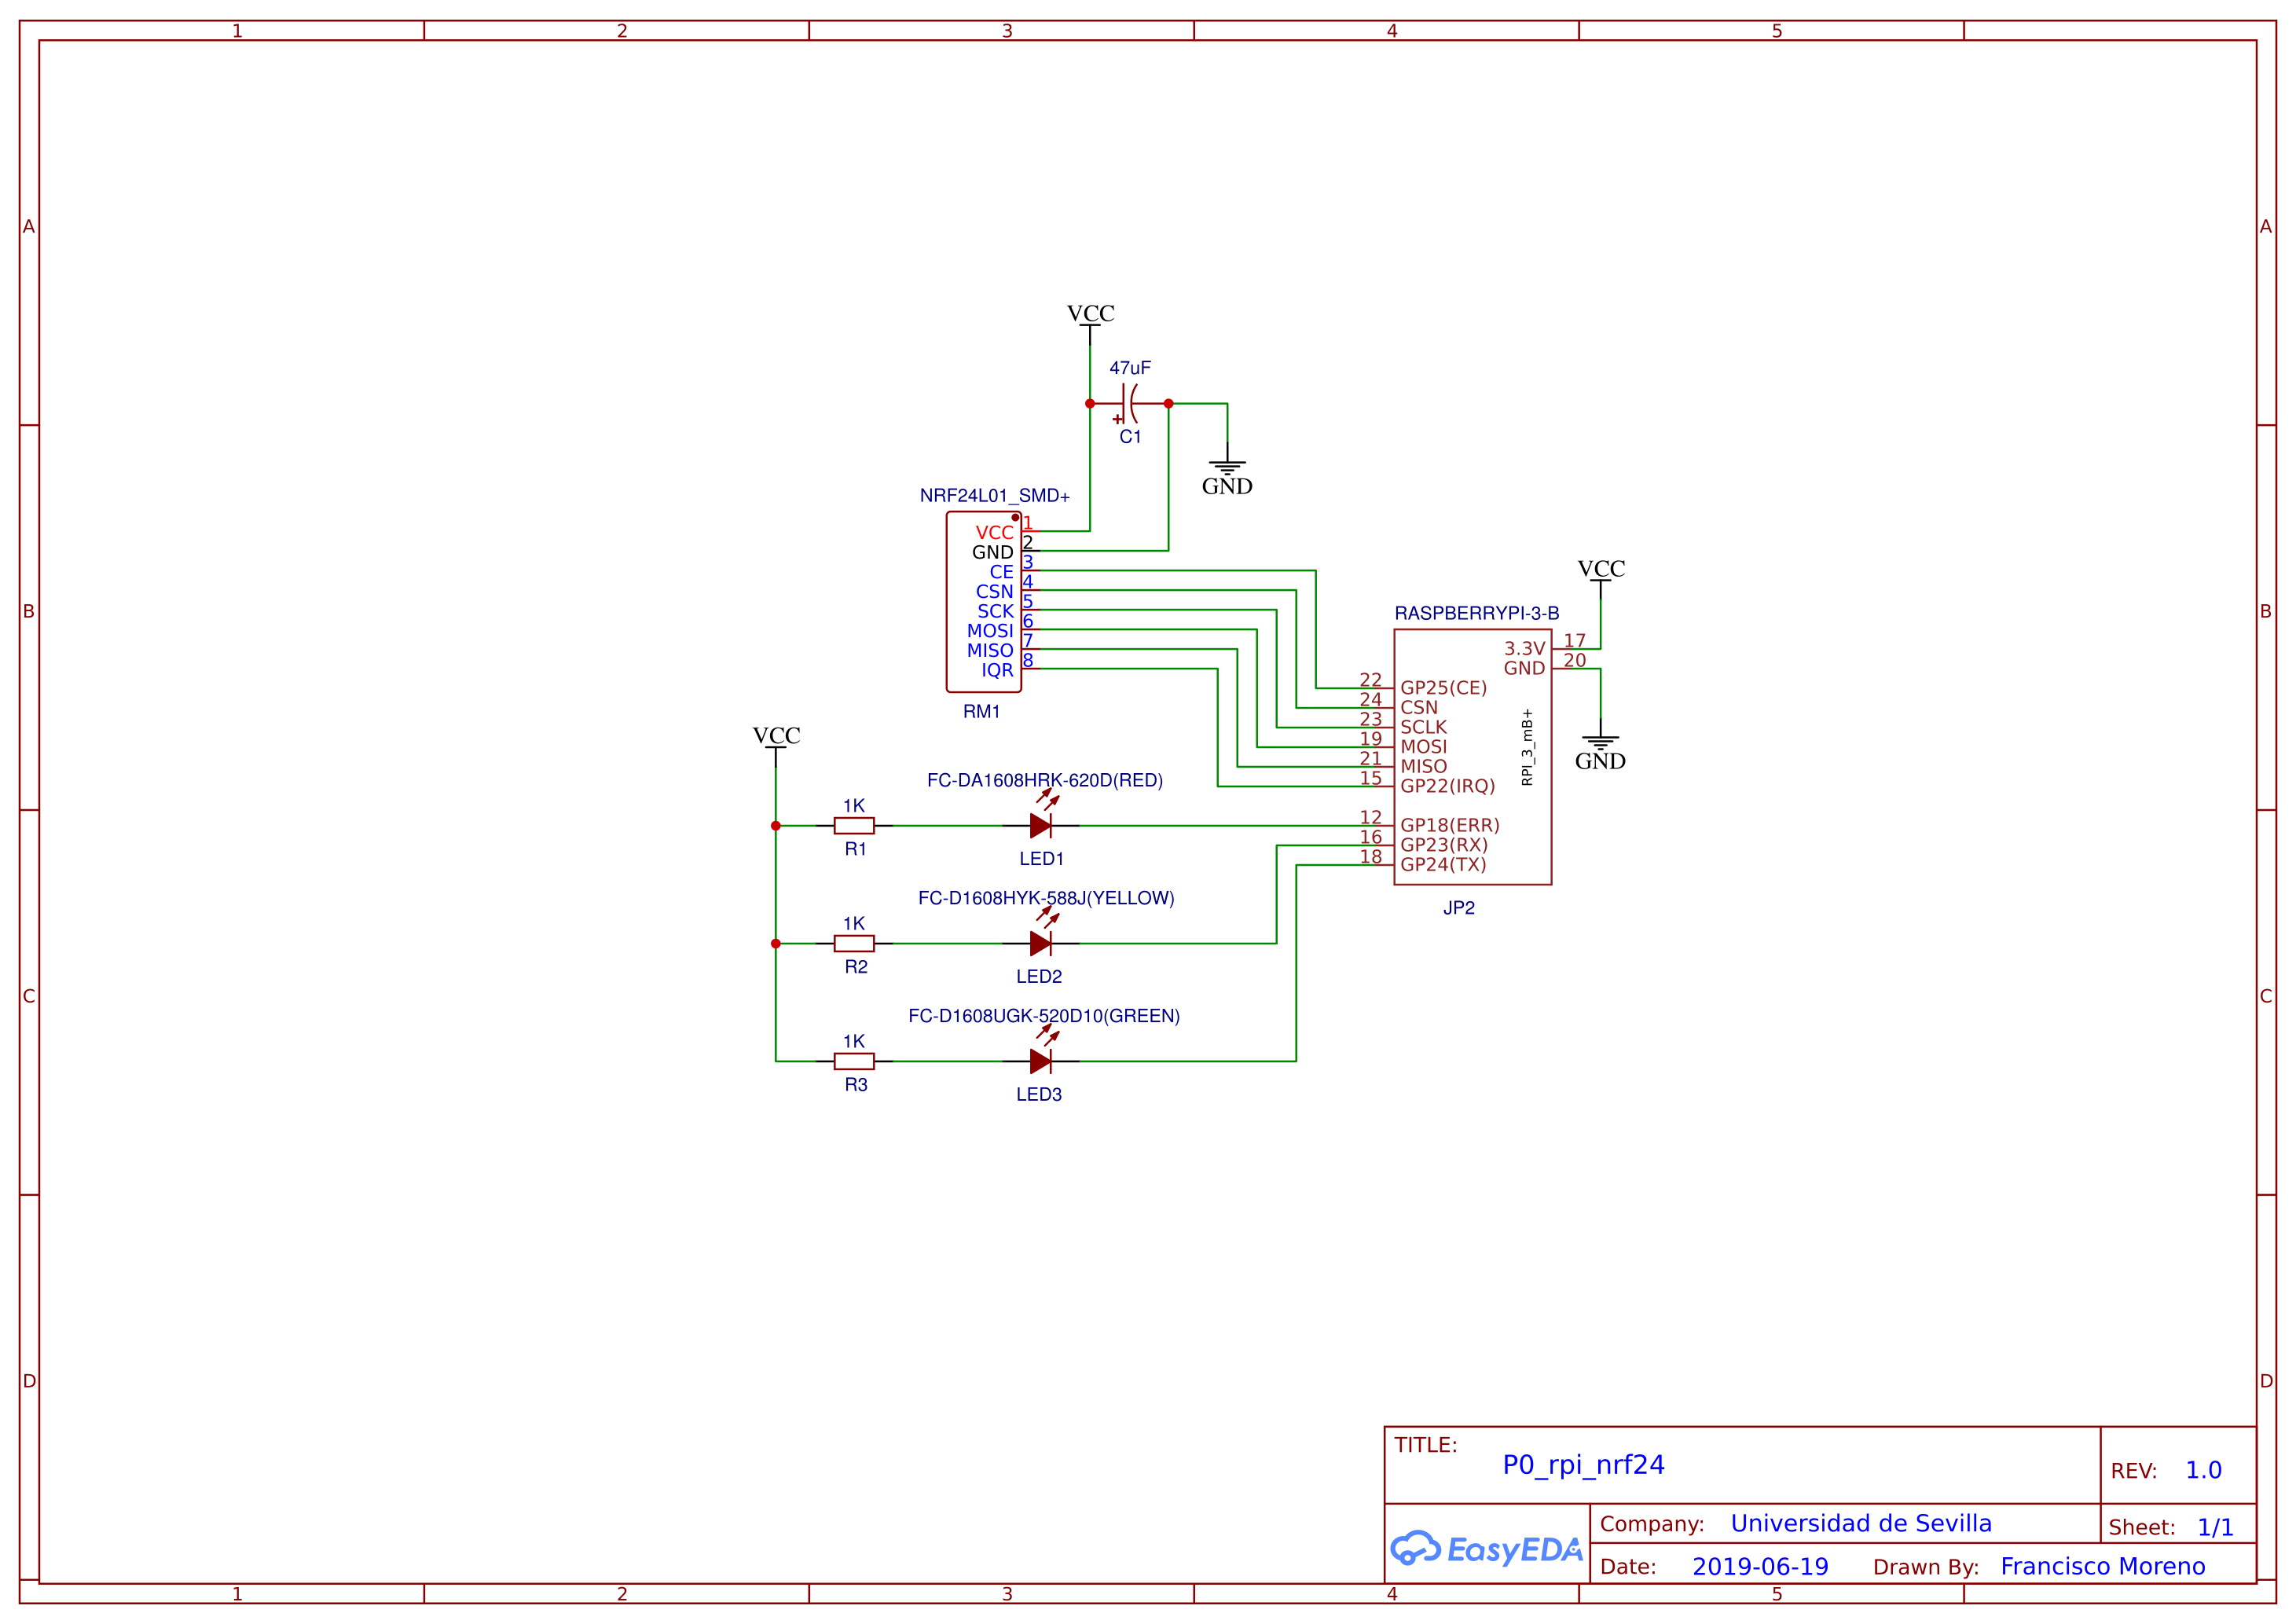 1 2 3 4 5
A A
B B
C C
D D
VCC
47uF
C1
GND
NRF24L01_SMD+
VCC 1
GND 2
CE 3
CSN 4
SCK 5
MOSI 6
MISO 7
IQR 8
RM1
VCC
RASPBERRYPI-3-B
3.3V 17
GND 20
22 GP25(CE)
24 CSN
23 SCLK
19 MOSI
21 MISO
15 GP22(IRQ)
12 GP18(ERR)
16 GP23(RX)
18 GP24(TX)
RPI_3_mB+
JP2
GND
VCC
FC-DA1608HRK-620D(RED)
1K
R1
LED1
FC-D1608HYK-588J(YELLOW)
1K
R2
LED2
FC-D1608UGK-520D10(GREEN)
1K
R3
LED3
TITLE:
P0_rpi_nrf24
REV: 1.0
EasyEDA
Company: Universidad de Sevilla
Sheet: 1/1
Date: 2019-06-19 Drawn By: Francisco Moreno
1 2 3 4 5